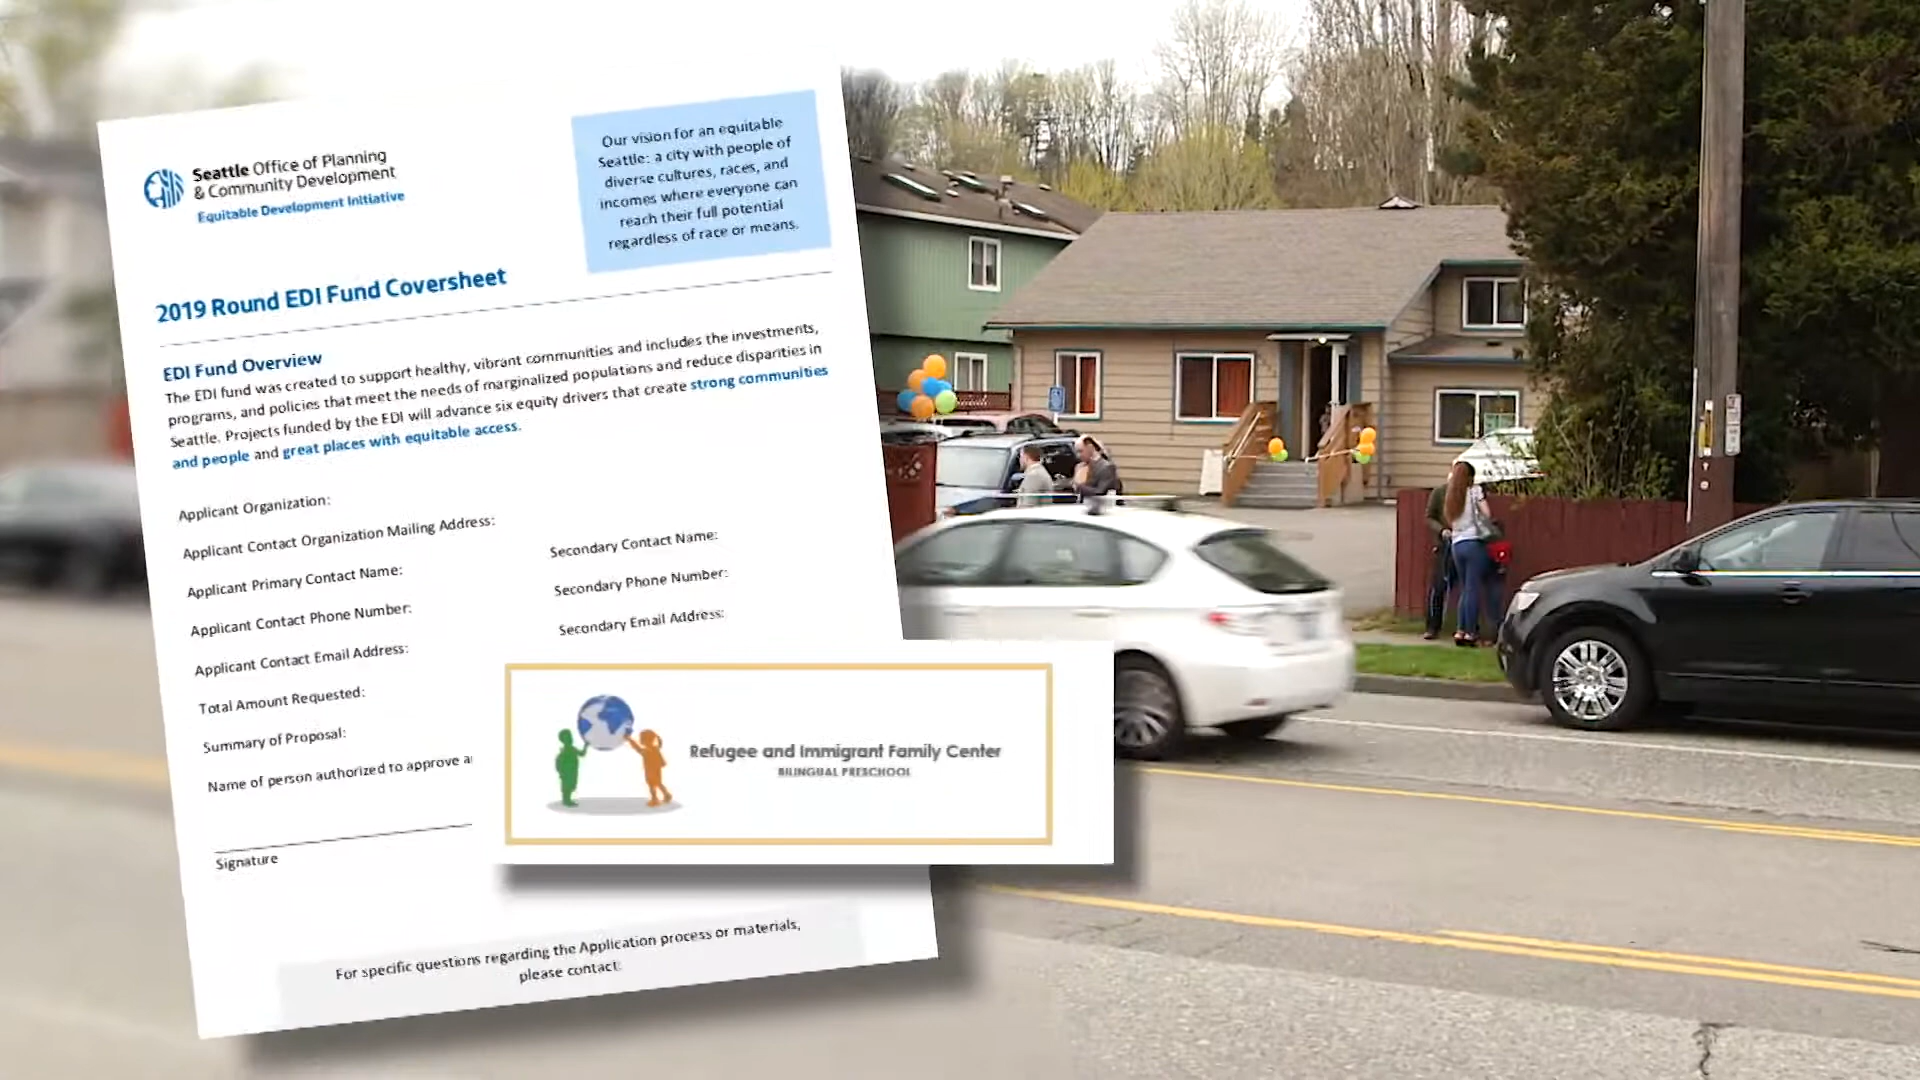 Seattle Office of Planning
& Community Development
Equitable Development Initiative
Our vision for an equitable
Seattle: a city with people of
diverse cultures, races, and
incomes where everyone can
reach their full potential
regardless of race or means.
2019 Round EDI Fund Coversheet
EDI Fund Overview
The EDI fund was created to support healthy, vibrant communities and includes the investments,
programs, and policies that meet the needs of marginalized populations and reduce disparities in
Seattle. Projects funded by the EDI will advance six equity drivers that create strong communities
and people and great places with equitable access.
Applicant Organization:
Applicant Contact Organization Mailing Address:
Applicant Primary Contact Name:
Secondary Contact Name:
Applicant Contact Phone Number:
Secondary Phone Number:
Applicant Contact Email Address:
Secondary Email Address:
Total Amount Requested:
Summary of Proposal:
Name of person authorized to approve a
Signature
Refugee and Immigrant Family Center
BILINGUAL PRESCHOOL
For specific questions regarding the Application process or materials,
please contact: